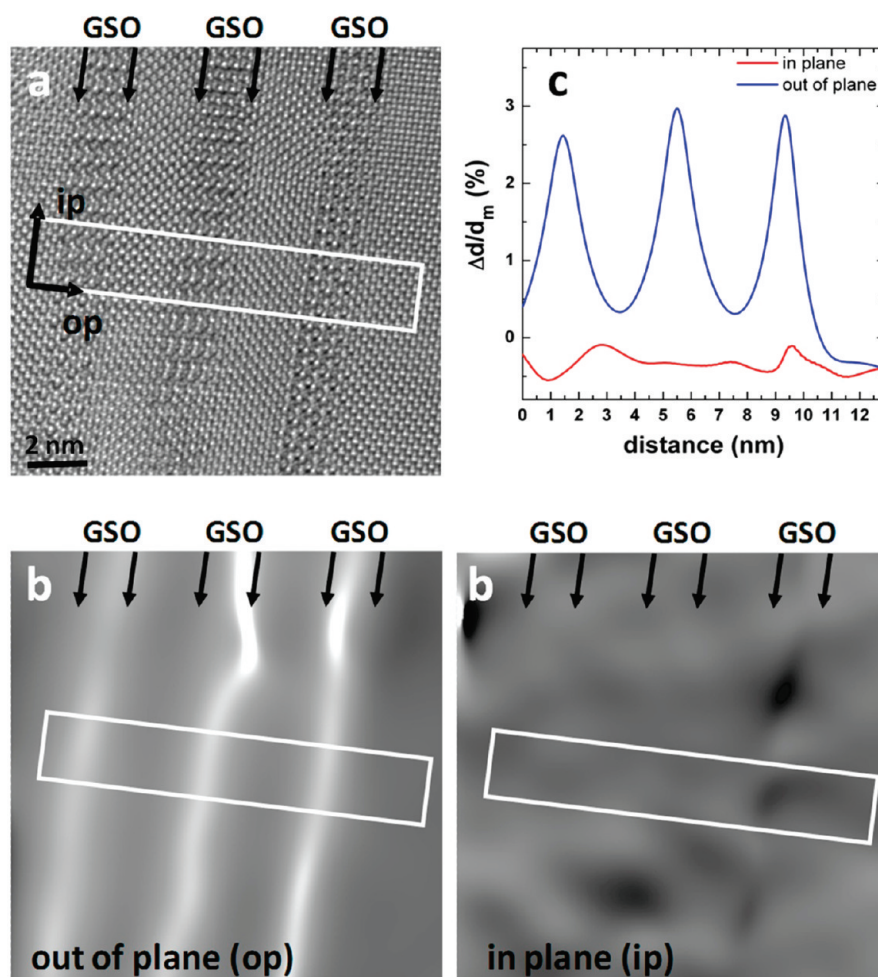 GSO GSO GSO
a
ip
op
2 nm
c
in plane
out of plane
Δd/dm (%)
3
2
1
0
0 1 2 3 4 5 6 7 8 9 10 11 12
distance (nm)
GSO GSO GSO
b
out of plane (op)
GSO GSO GSO
b
in plane (ip)